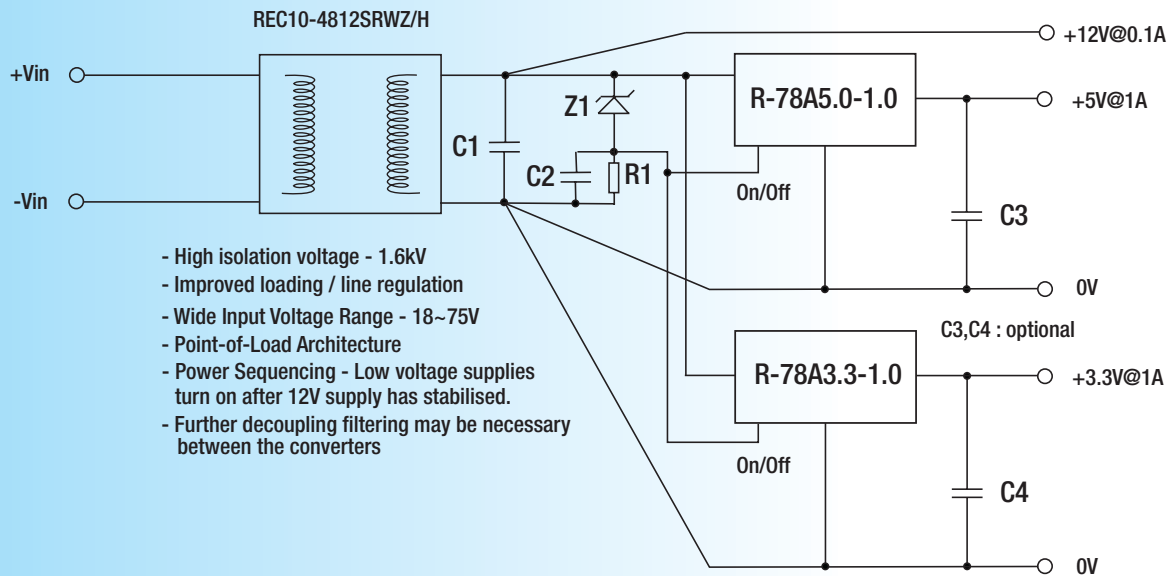 REC10-4812SRWZ/H
+12V@0.1A
+Vin
R-78A5.0-1.0
+5V@1A
Z1
C1
C2
R1
On/Off
-Vin
C3
- High isolation voltage - 1.6kV
- Improved loading / line regulation
- Wide Input Voltage Range - 18~75V
- Point-of-Load Architecture
- Power Sequencing - Low voltage supplies
turn on after 12V supply has stabilised.
- Further decoupling filtering may be necessary
between the converters
0V
C3,C4 : optional
R-78A3.3-1.0
+3.3V@1A
On/Off
C4
0V